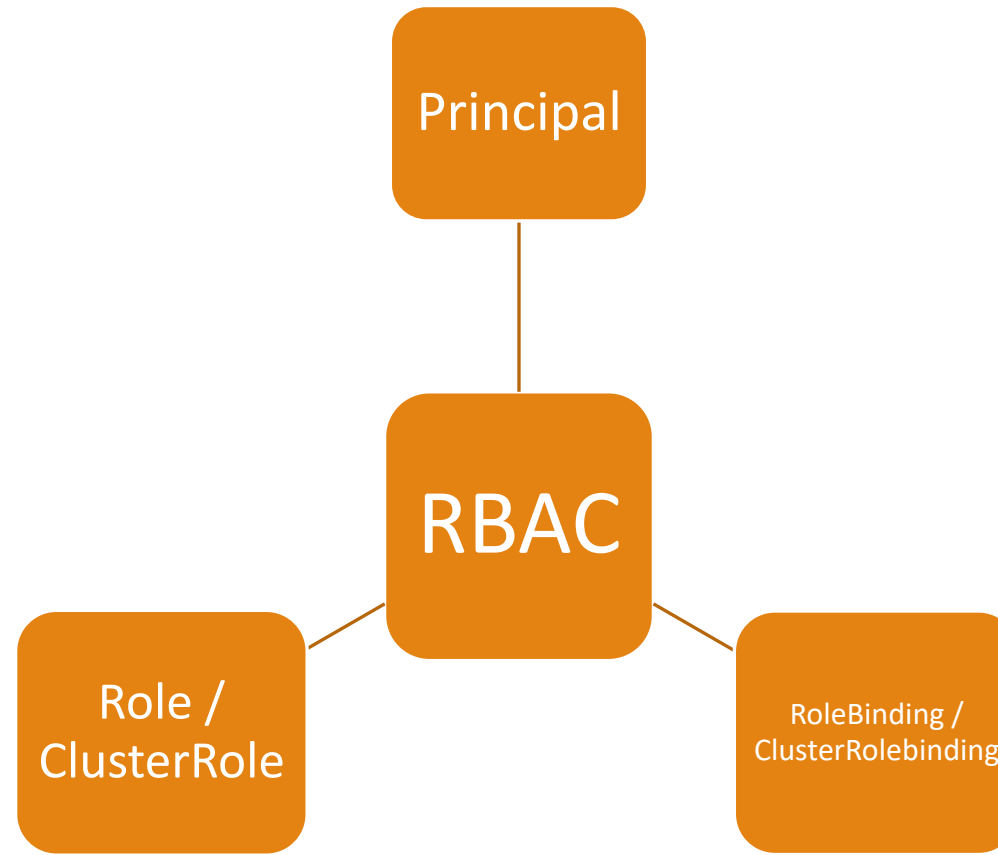 Principal
RBAC
Role /
ClusterRole
RoleBinding /
ClusterRolebinding